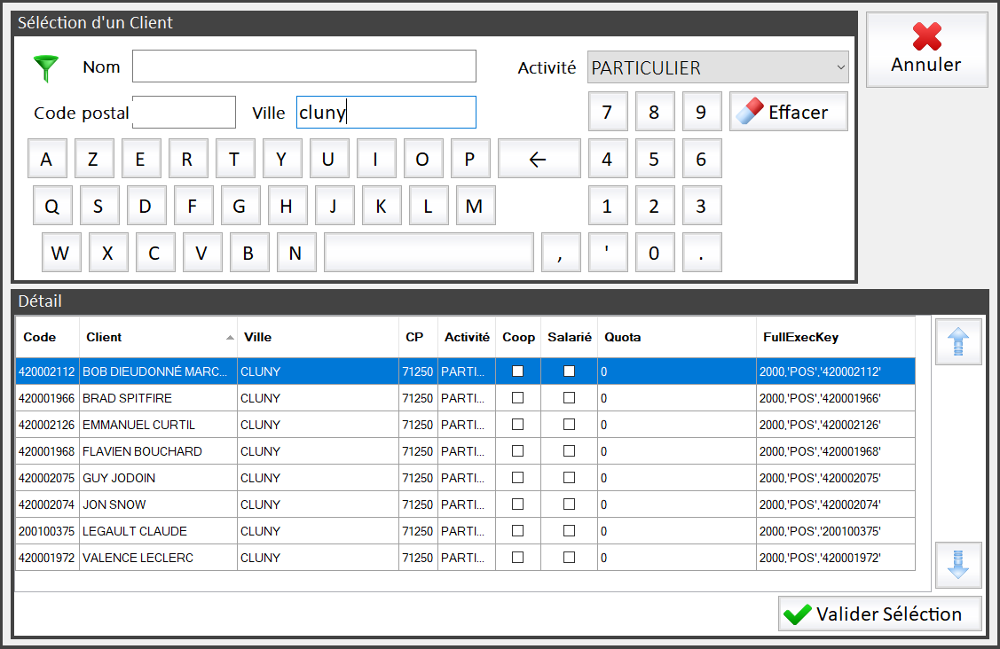 Séléction d'un Client
Annuler
Nom
Activité PARTICULIER
Code postal
Ville cluny
7 8 9 Effacer
A Z E R T Y U I O P ← 4 5 6
Q S D F G H J K L M 1 2 3
W X C V B N , ' 0 .
Détail
Code Client Ville CP Activité Coop Salarié Quota FullExecKey
420002112 BOB DIEUDONNÉ MARC... CLUNY 71250 PARTI... 0 2000,'POS','420002112'
420001966 BRAD SPITFIRE CLUNY 71250 PARTI... 0 2000,'POS','420001966'
420002126 EMMANUEL CURTIL CLUNY 71250 PARTI... 0 2000,'POS','420002126'
420001968 FLAVIEN BOUCHARD CLUNY 71250 PARTI... 0 2000,'POS','420001968'
420002075 GUY JODOIN CLUNY 71250 PARTI... 0 2000,'POS','420002075'
420002074 JON SNOW CLUNY 71250 PARTI... 0 2000,'POS','420002074'
200100375 LEGAULT CLAUDE CLUNY 71250 PARTI... 0 2000,'POS','200100375'
420001972 VALENCE LECLERC CLUNY 71250 PARTI... 0 2000,'POS','420001972'
Valider Séléction